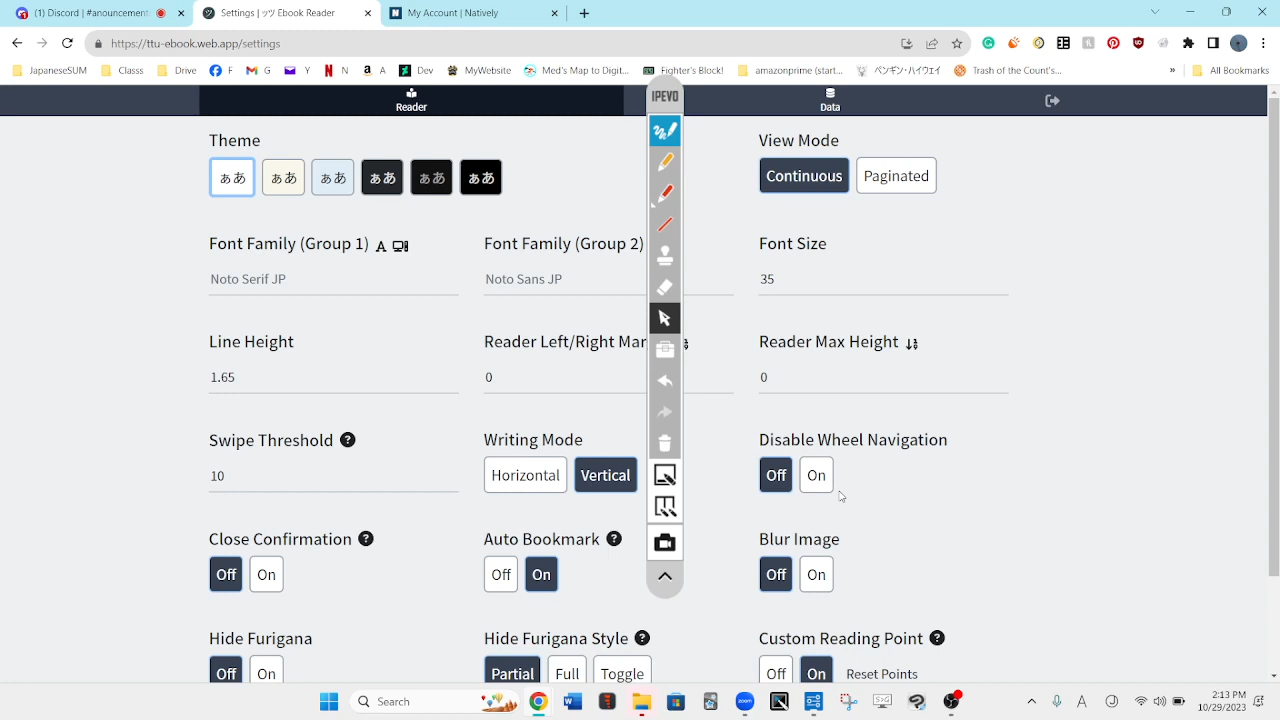 (1) Discord | #announcement
Settings | ッツ Ebook Reader
My Account | Natively
https://ttu-ebook.web.app/settings
JapaneseSUM
Classs
Drive
F
G
Y
N
A
Dev
MyWebsite
Med's Map to Digit...
Fighter's Block!
amazonprime (start...
ペンギン・ハイウェイ
Trash of the Count's...
»
All Bookmarks
Reader
IPEVO
Data
Theme
ぁあ ぁあ ぁあ ぁあ ぁあ ぁあ
View Mode
Continuous Paginated
Font Family (Group 1)
Noto Serif JP
Font Family (Group 2)
Noto Sans JP
Font Size
35
Line Height
1.65
Reader Left/Right Mar
0
Reader Max Height
0
Swipe Threshold
10
Writing Mode
Horizontal Vertical
Disable Wheel Navigation
Off On
Close Confirmation
Off On
Auto Bookmark
Off On
Blur Image
Off On
Hide Furigana
Off On
Hide Furigana Style
Partial Full Toggle
Custom Reading Point
Off On Reset Points
Search
2:13 PM
10/29/2023